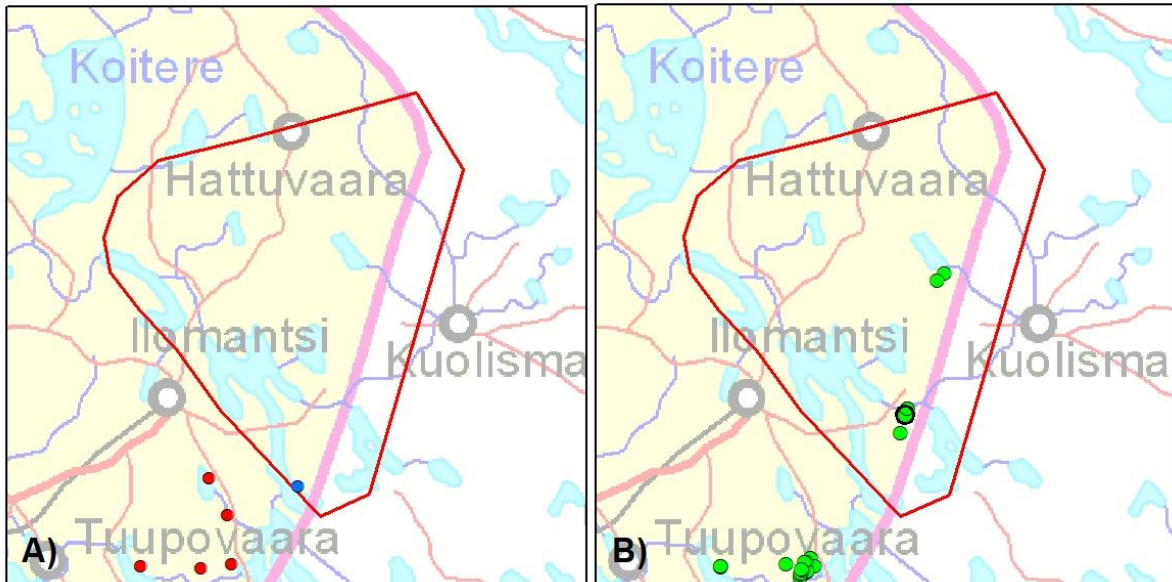 Koitere
Hattuvaara
Ilomantsi
Kuolisma
Tuupovaara
A)
Koitere
Hattuvaara
Ilomantsi
Kuolisma
Tuupovaara
B)